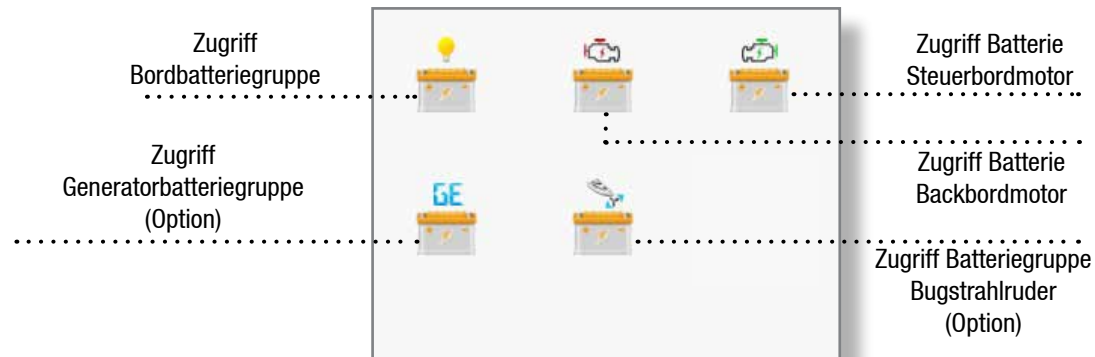 Zugriff
Bordbatteriegruppe
Zugriff Batterie
Steuerbordmotor
Zugriff
Generatorbatteriegruppe
(Option)
GE
Zugriff Batterie
Backbordmotor
Zugriff Batteriegruppe
Bugstrahlruder
(Option)